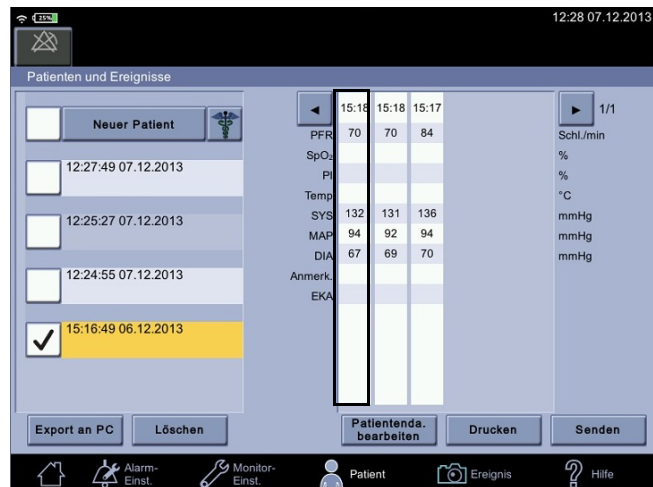 25% 12:28 07.12.2013
Patienten und Ereignisse
Neuer Patient
12:27:49 07.12.2013
12:25:27 07.12.2013
12:24:55 07.12.2013
15:16:49 06.12.2013
15:18 15:18 15:17 1/1
PFR 70 70 84 Schl./min
SpO₂ %
PI %
Temp °C
SYS 132 131 136 mmHg
MAP 94 92 94 mmHg
DIA 67 69 70 mmHg
Anmerk.
EKA
Export an PC Löschen Patientenda. bearbeiten Drucken Senden
Alarm-Einst. Monitor-Einst. Patient Ereignis Hilfe